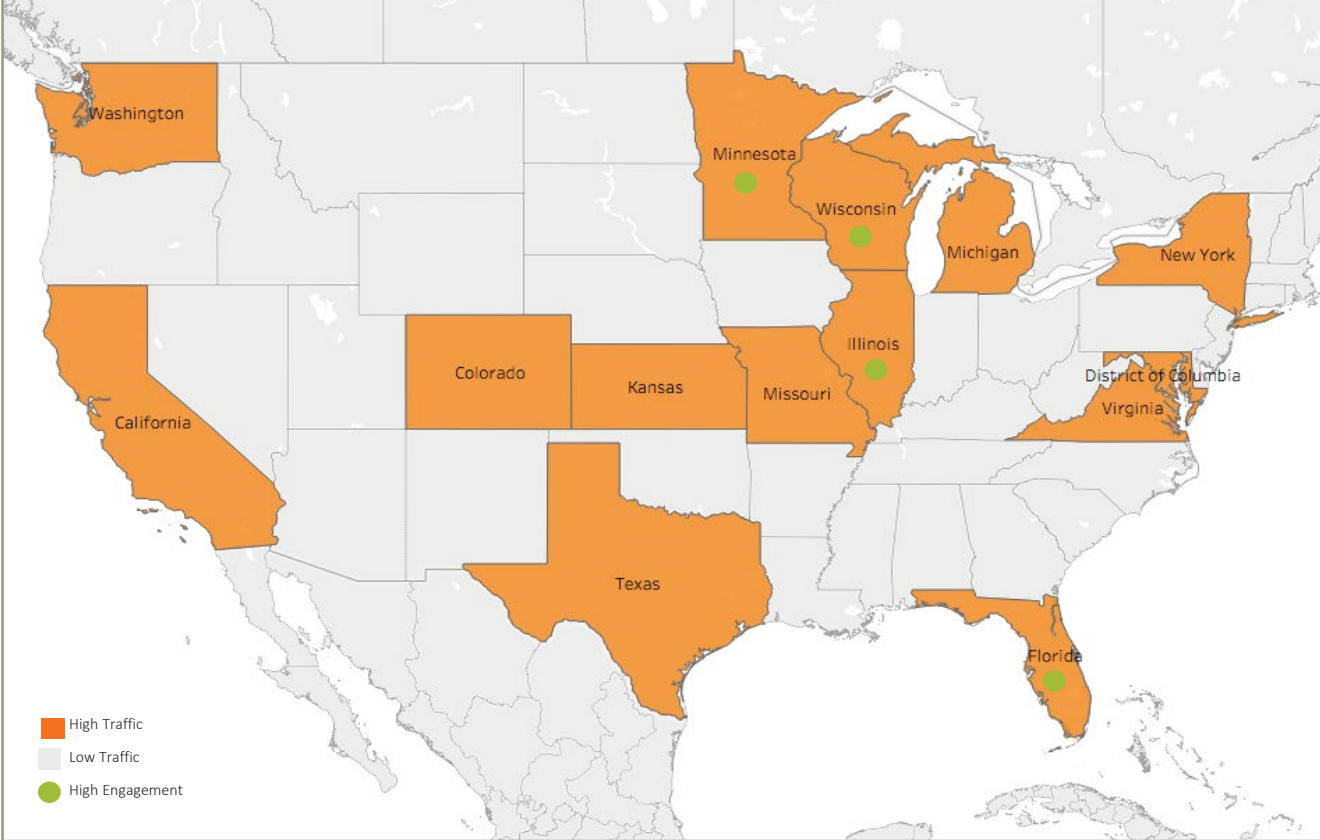 Washington
Minnesota
Wisconsin
Michigan
New York
Illinois
Colorado
Kansas
Missouri
District of Columbia
Virginia
California
Texas
Florida
High Traffic
Low Traffic
High Engagement